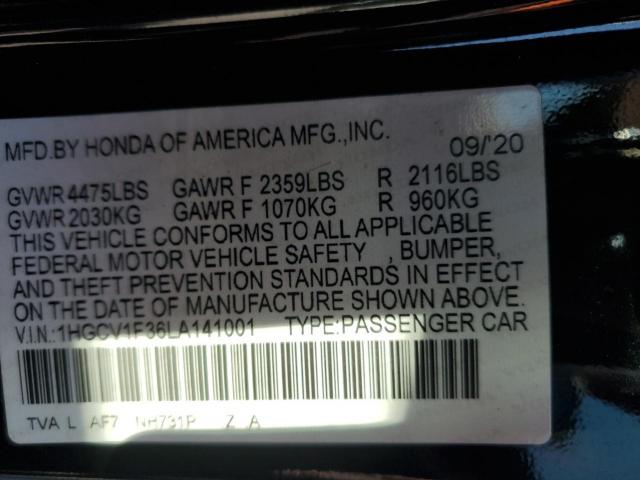 MFD.BY HONDA OF AMERICA MFG.,INC. 09/'20
GVWR 4475LBS GAWR F 2359LBS R 2116LBS
GVWR 2030KG GAWR F 1070KG R 960KG
THIS VEHICLE CONFORMS TO ALL APPLICABLE
FEDERAL MOTOR VEHICLE SAFETY , BUMPER,
AND THEFT PREVENTION STANDARDS IN EFFECT
ON THE DATE OF MANUFACTURE SHOWN ABOVE.
V.I.N.:1HGCV1F36LA141001 TYPE:PASSENGER CAR
TVA L AF7 NH731P Z A